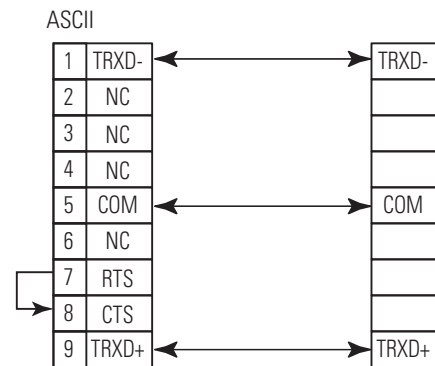 ASCII
1 TRXD- TRXD-
2 NC
3 NC
4 NC
5 COM COM
6 NC
7 RTS
8 CTS
9 TRXD+ TRXD+